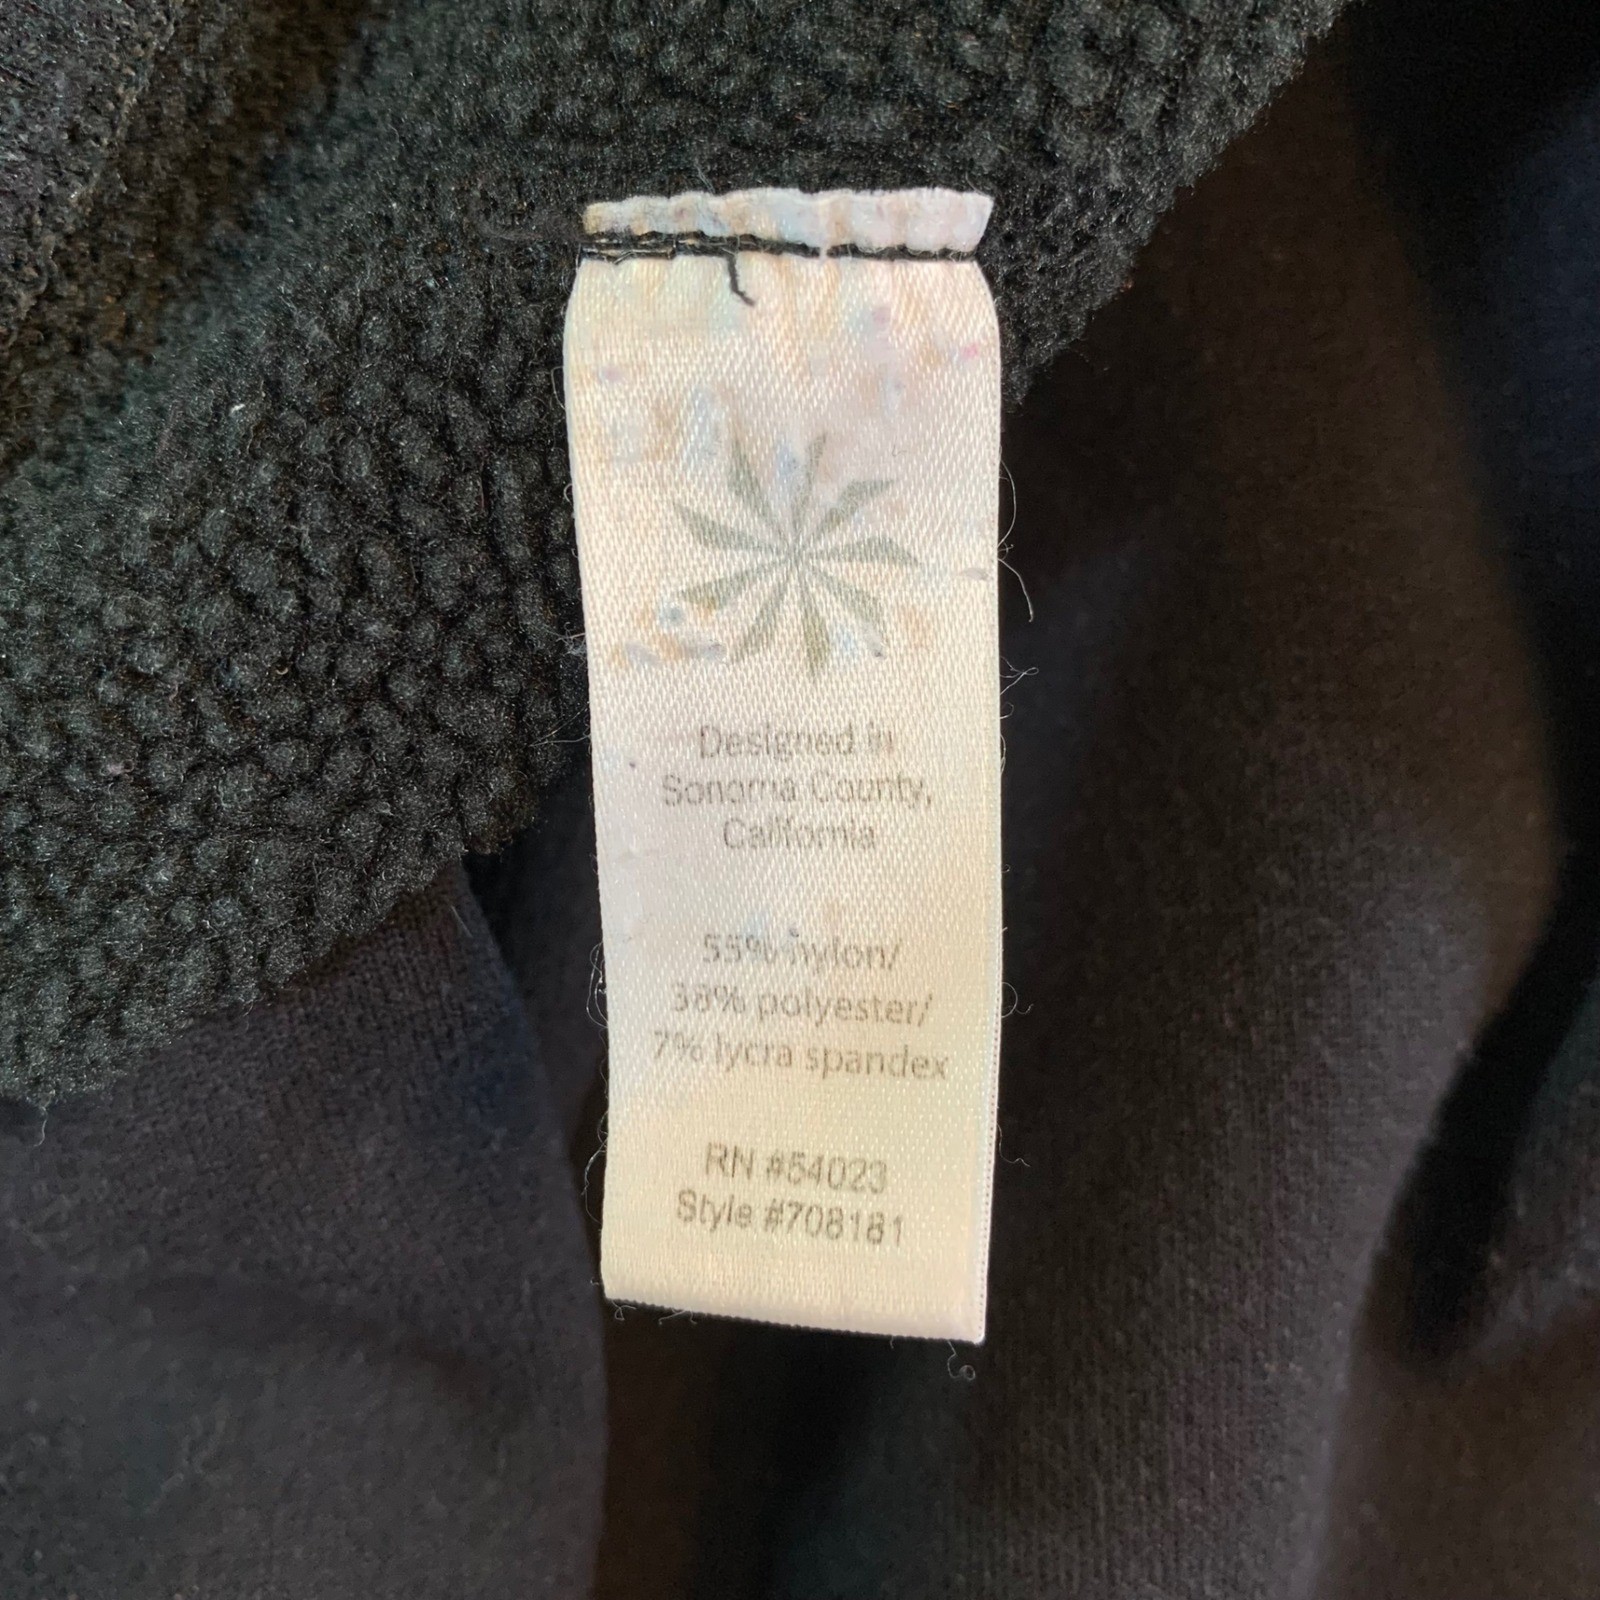 Designed in
Sonoma County,
California
55% nylon/
38% polyester/
7% lycra spandex
RN #54023
Style #708181